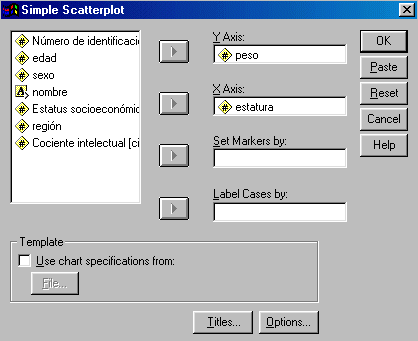 Simple Scatterplot
Número de identificaci
edad
sexo
nombre
Estatus socioeconómic
región
Cociente intelectual [ci
Y Axis:
peso
X Axis:
estatura
Set Markers by:
Label Cases by:
OK
Paste
Reset
Cancel
Help
Template
Use chart specifications from:
File...
Titles...
Options...